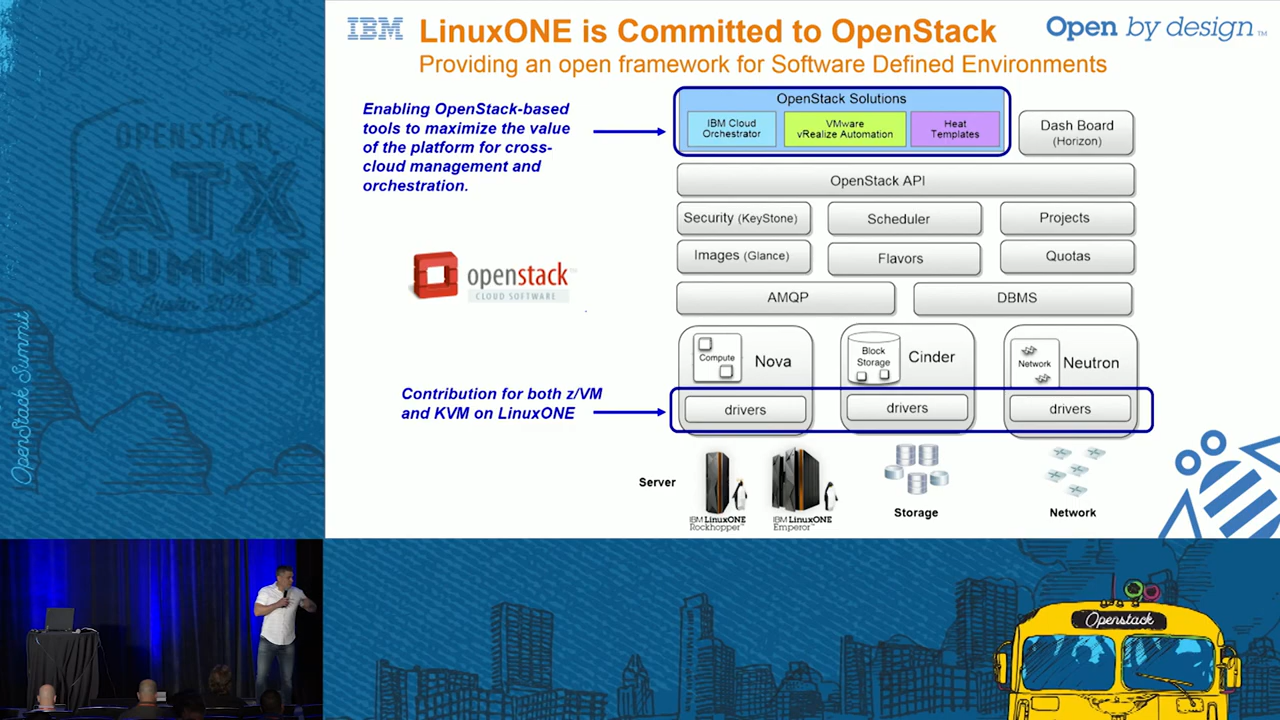 IBM
LinuxONE is Committed to OpenStack
Open by design™
Providing an open framework for Software Defined Environments
Enabling OpenStack-based
tools to maximize the value
of the platform for cross-
cloud management and
orchestration.
OpenStack Solutions
IBM Cloud
Orchestrator
VMware
vRealize Automation
Heat
Templates
Dash Board
(Horizon)
OpenStack API
Security (KeyStone)
Scheduler
Projects
Images (Glance)
Flavors
Quotas
AMQP
DBMS
openstack™
CLOUD SOFTWARE
Compute
Nova
Block
Storage
Cinder
Network
Neutron
Contribution for both z/VM
and KVM on LinuxONE
drivers
drivers
drivers
Server
IBM LinuxONE
Rockhopper™
IBM LinuxONE
Emperor™
Storage
Network
OPENSTACK
ATX
SUMMIT
OpenStack Summit
Openstack